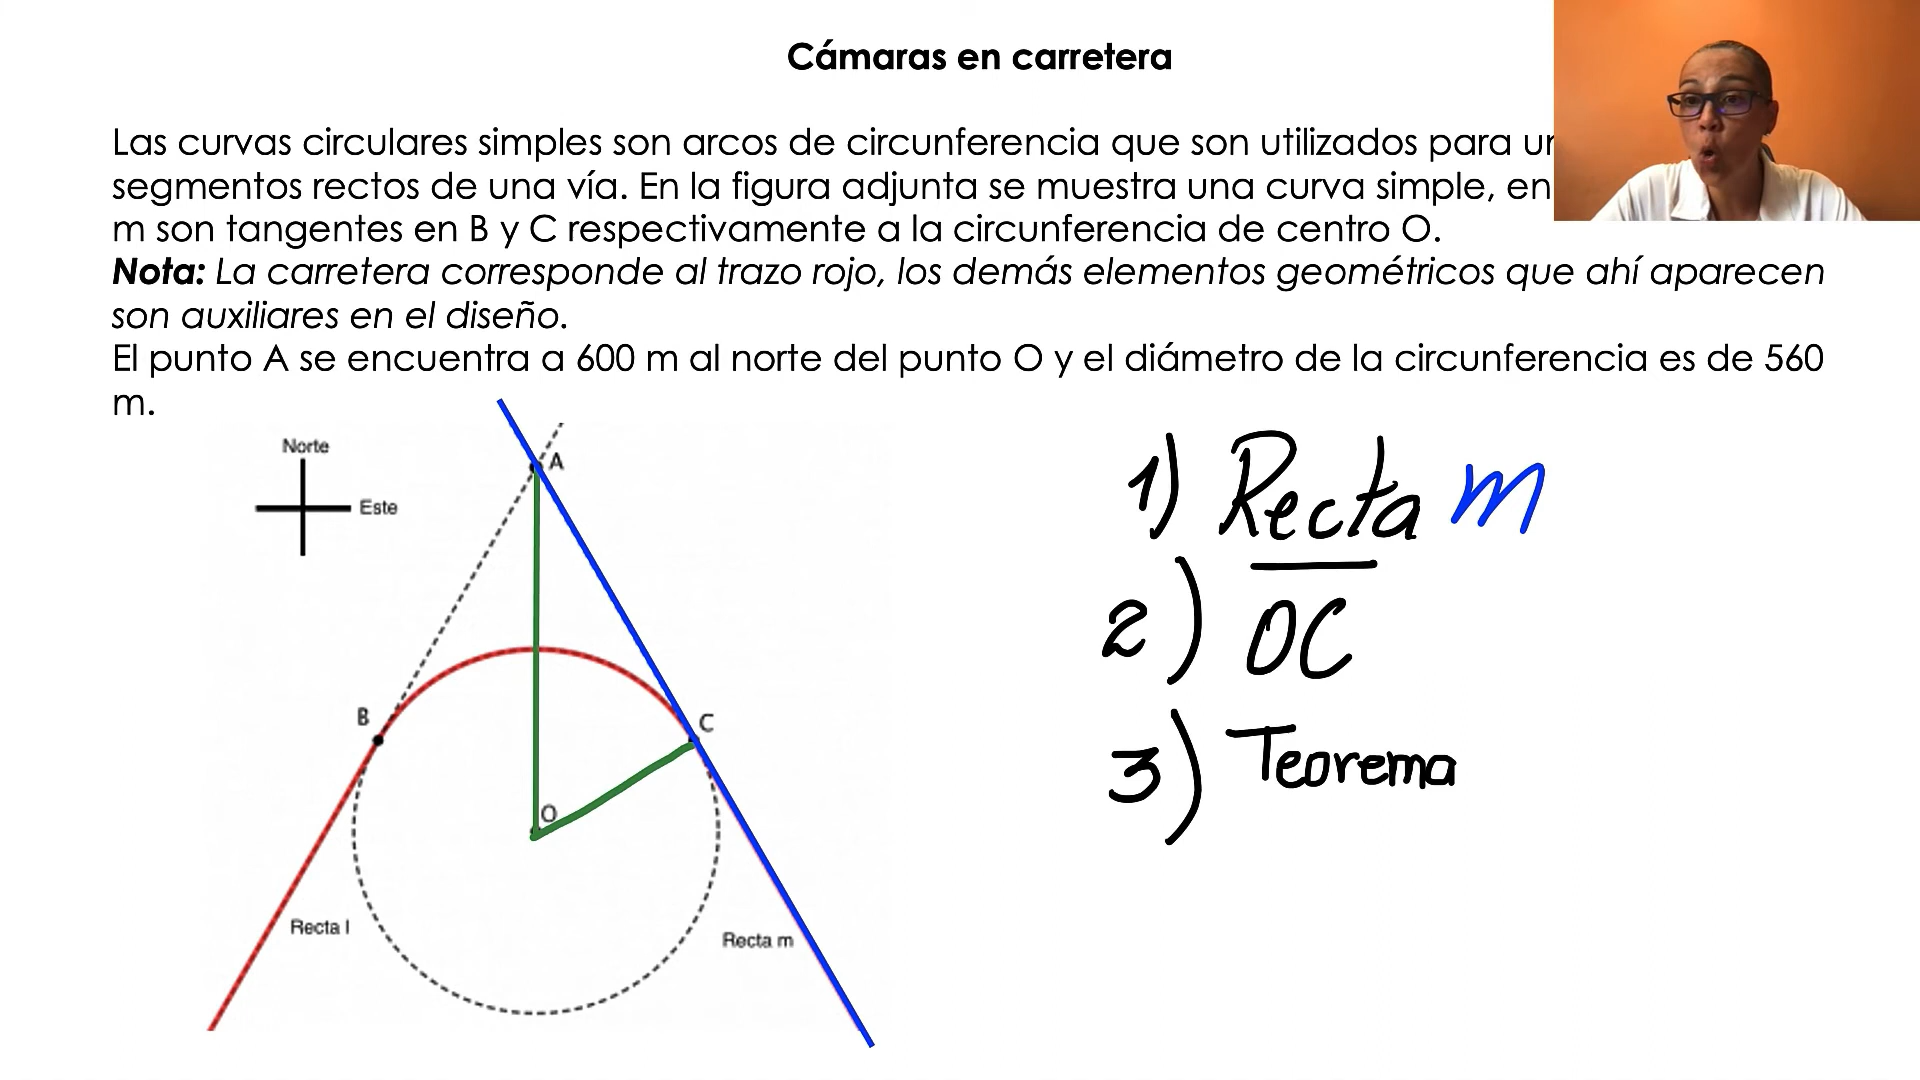 Cámaras en carretera
Las curvas circulares simples son arcos de circunferencia que son utilizados para
segmentos rectos de una vía. En la figura adjunta se muestra una curva simple, en
m son tangentes en B y C respectivamente a la circunferencia de centro O.
Nota: La carretera corresponde al trazo rojo, los demás elementos geométricos que ahí aparecen
son auxiliares en el diseño.
El punto A se encuentra a 600 m al norte del punto O y el diámetro de la circunferencia es de 560
m.
Norte
Este
A
B
C
O
Recta l
Recta m
1) Recta m
2) OC
3) Teorema